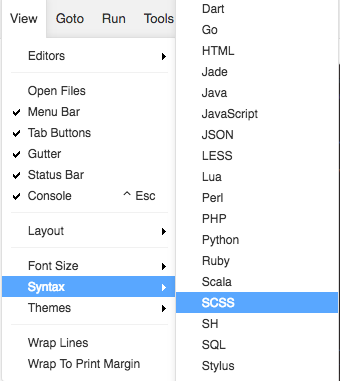 View Goto Run Tools
Editors
Open Files
Menu Bar
Tab Buttons
Gutter
Status Bar
Console ^ Esc
Layout
Font Size
Syntax
Themes
Wrap Lines
Wrap To Print Margin
Dart
Go
HTML
Jade
Java
JavaScript
JSON
LESS
Lua
Perl
PHP
Python
Ruby
Scala
SCSS
SH
SQL
Stylus